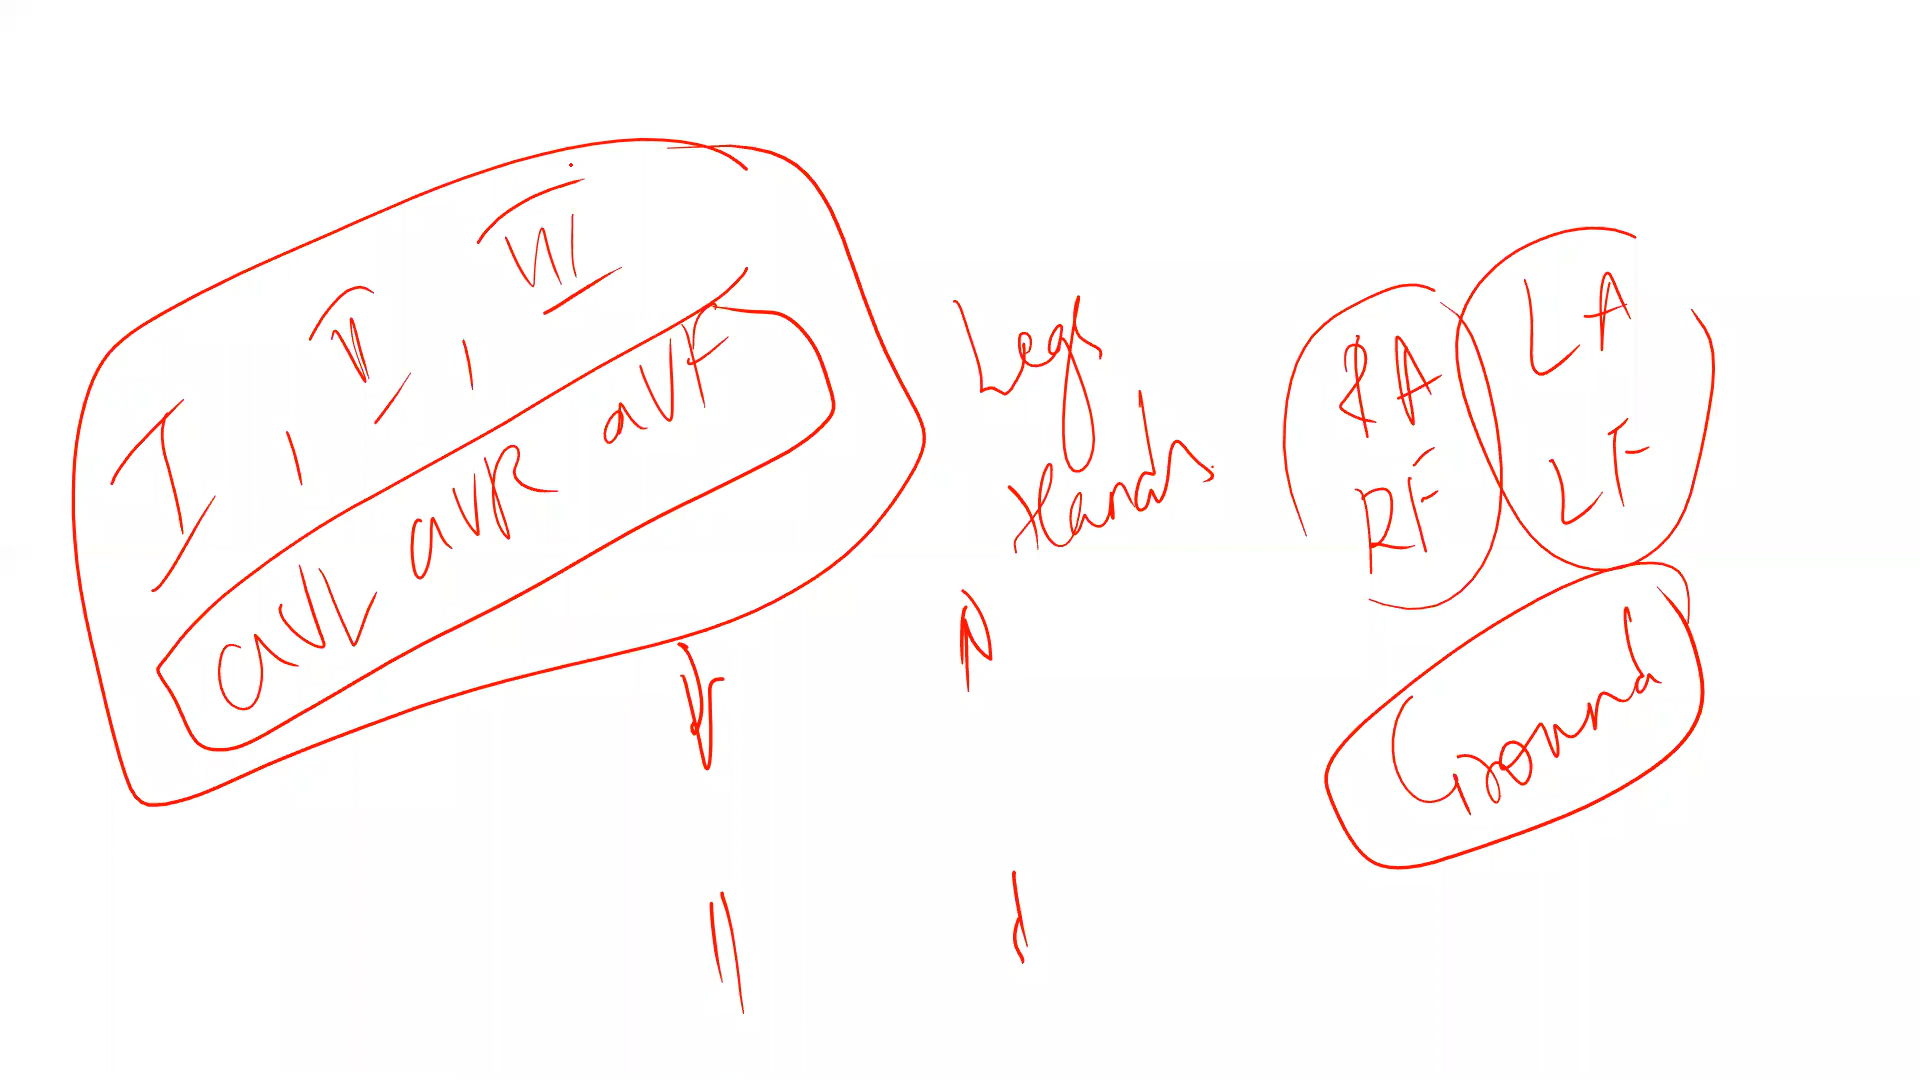 I, II, III
aVL aVR aVF
Legs
Hands
RA
RF
LA
LF
Ground